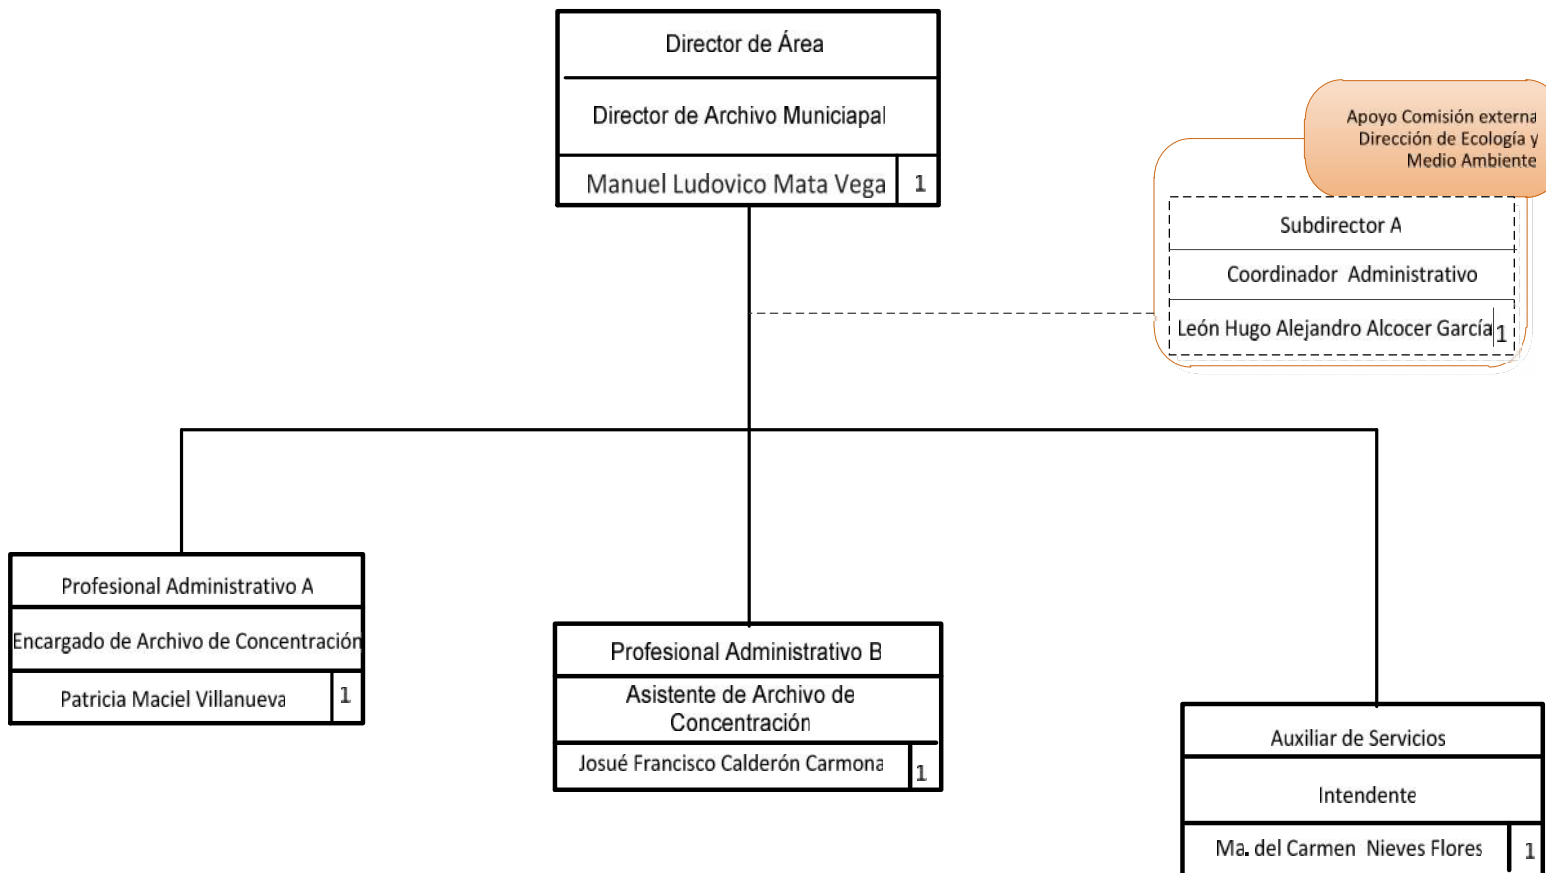 Director de Área
Director de Archivo Municiapal
Manuel Ludovico Mata Vega 1
Apoyo Comisión externa
Dirección de Ecología y
Medio Ambiente
Subdirector A
Coordinador Administrativo
León Hugo Alejandro Alcocer García 1
Profesional Administrativo A
Encargado de Archivo de Concentración
Patricia Maciel Villanueva 1
Profesional Administrativo B
Asistente de Archivo de
Concentración
Josué Francisco Calderón Carmona 1
Auxiliar de Servicios
Intendente
Ma. del Carmen Nieves Flores 1